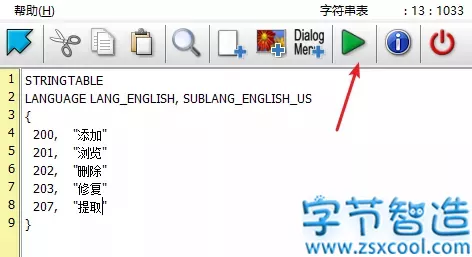 帮助(H)
字符串表 : 13 : 1033
Dialog
Men
1 STRINGTABLE
2 LANGUAGE LANG_ENGLISH, SUBLANG_ENGLISH_US
3 {
4 200, "添加"
5 201, "浏览"
6 202, "删除"
7 203, "修复"
8 207, "提取"
9 }
字节智造
www.zsxcool.com